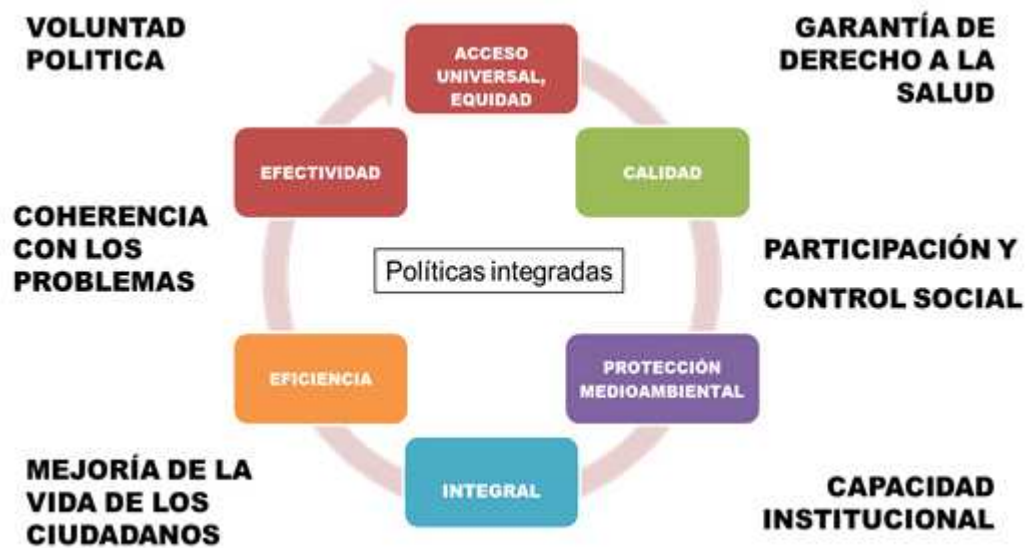 VOLUNTAD
POLITICA
GARANTÍA DE
DERECHO A LA
SALUD
ACCESO
UNIVERSAL,
EQUIDAD
EFECTIVIDAD
CALIDAD
COHERENCIA
CON LOS
PROBLEMAS
Políticas integradas
PARTICIPACIÓN Y
CONTROL SOCIAL
EFICIENCIA
PROTECCIÓN
MEDIOAMBIENTAL
MEJORÍA DE LA
VIDA DE LOS
CIUDADANOS
INTEGRAL
CAPACIDAD
INSTITUCIONAL